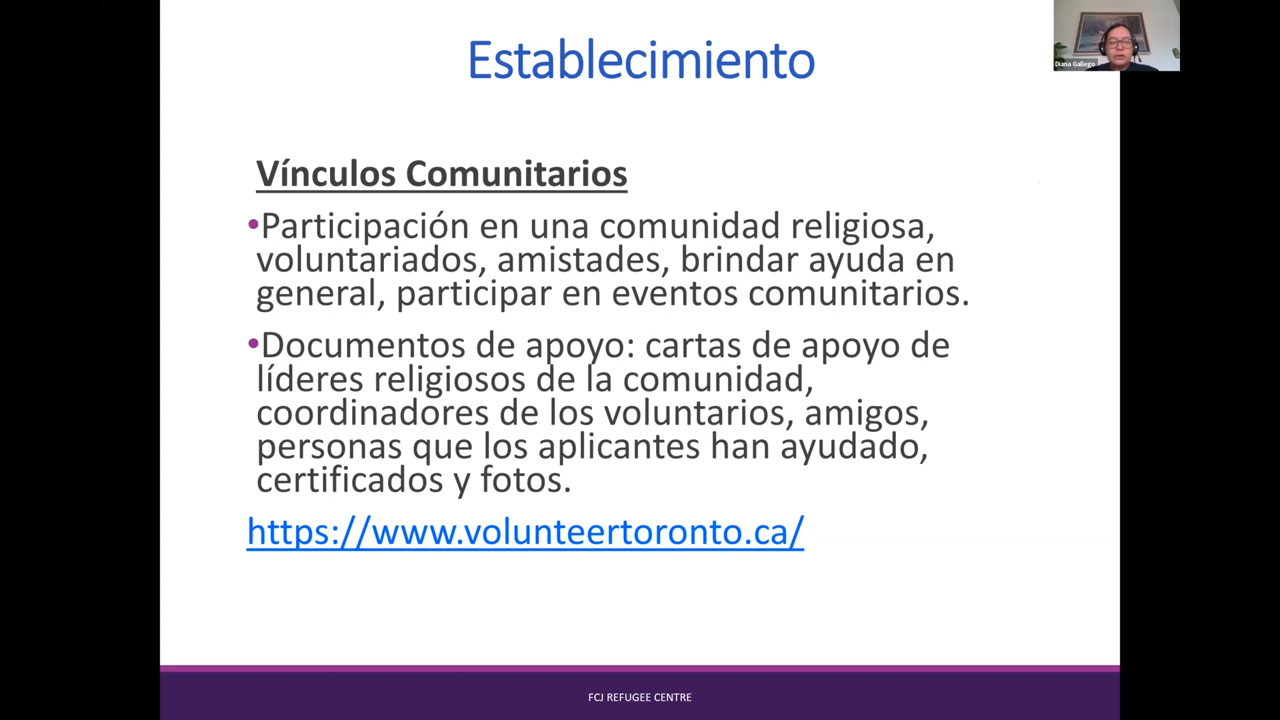 Establecimiento
Diana Gallego
Vínculos Comunitarios
•Participación en una comunidad religiosa,
voluntariados, amistades, brindar ayuda en
general, participar en eventos comunitarios.
•Documentos de apoyo: cartas de apoyo de
líderes religiosos de la comunidad,
coordinadores de los voluntarios, amigos,
personas que los aplicantes han ayudado,
certificados y fotos.
https://www.volunteertoronto.ca/
FCJ REFUGEE CENTRE